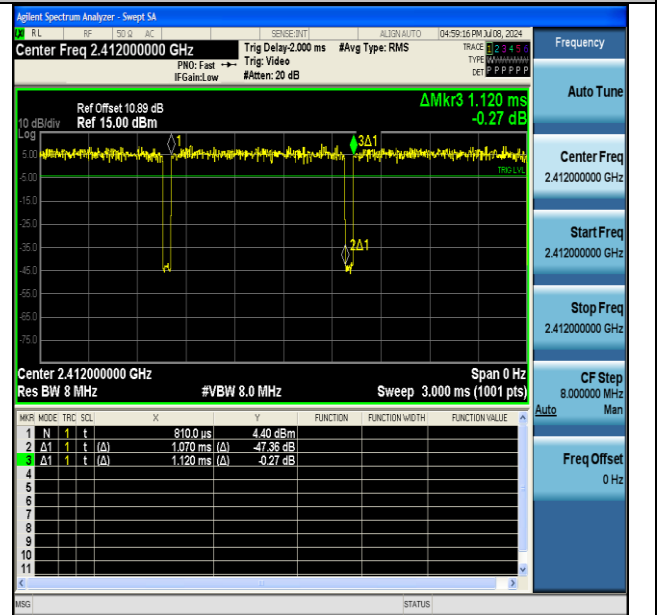 Agilent Spectrum Analyzer - Swept SA
RL RF 50 Ω AC SENSE:INT ALIGN AUTO 04:59:16 PM Jul 08, 2024
Center Freq 2.412000000 GHz
PNO: Fast
IFGain:Low
Trig Delay-2.000 ms
Trig: Video
#Atten: 20 dB
#Avg Type: RMS
TRACE 1 2 3 4 5 6
TYPE WWWWWW
DET P P P P P P
Ref Offset 10.89 dB
10 dB/div Ref 15.00 dBm
ΔMkr3 1.120 ms
-0.27 dB
Log
5.00
-5.00
-15.0
-25.0
-35.0
-45.0
-55.0
-65.0
-75.0
1
3Δ1
TRIG LVL
2Δ1
Center 2.412000000 GHz Span 0 Hz
Res BW 8 MHz #VBW 8.0 MHz Sweep 3.000 ms (1001 pts)
MKR MODE TRC SCL X Y FUNCTION FUNCTION WIDTH FUNCTION VALUE
1 N 1 t 810.0 µs 4.40 dBm
2 Δ1 1 t (Δ) 1.070 ms (Δ) -47.36 dB
3 Δ1 1 t (Δ) 1.120 ms (Δ) -0.27 dB
4
5
6
7
8
9
10
11
MSG STATUS
Frequency
Auto Tune
Center Freq
2.412000000 GHz
Start Freq
2.412000000 GHz
Stop Freq
2.412000000 GHz
CF Step
8.000000 MHz
Auto Man
Freq Offset
0 Hz